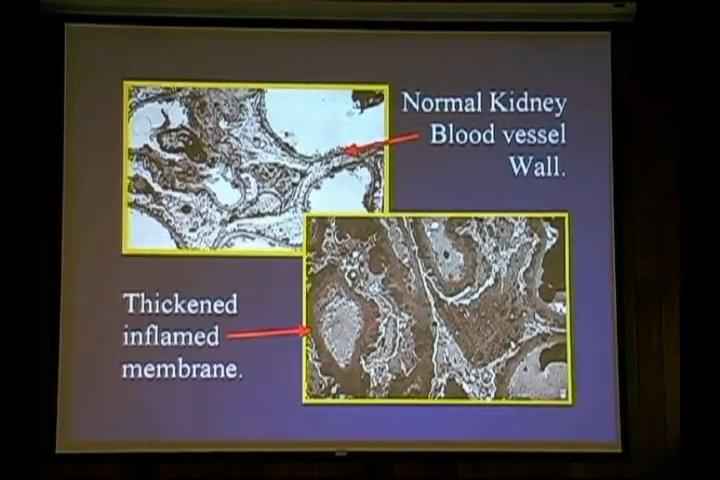 Normal Kidney
Blood vessel
Wall.
Thickened
inflamed
membrane.